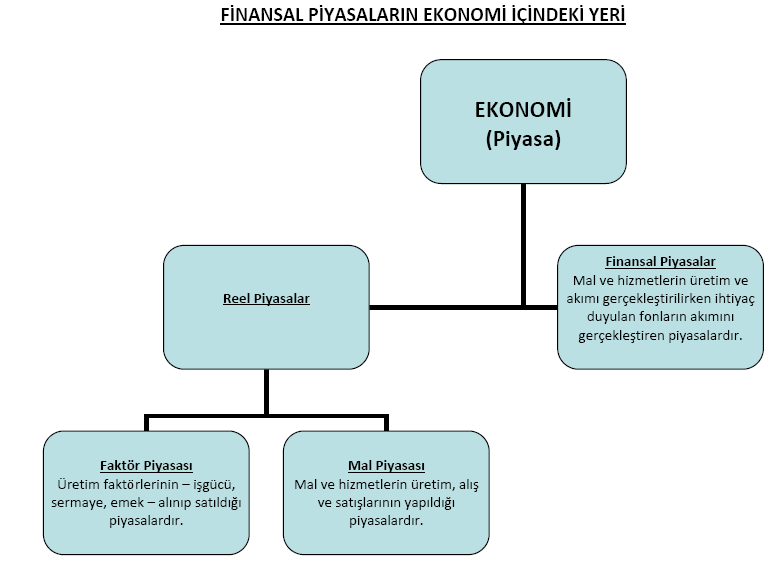 FİNANSAL PİYASALARIN EKONOMİ İÇİNDEKİ YERİ
EKONOMİ
(Piyasa)
Reel Piyasalar
Finansal Piyasalar
Mal ve hizmetlerin üretim ve
akımı gerçekleştirilirken ihtiyaç
duyulan fonların akımını
gerçekleştiren piyasalardır.
Faktör Piyasası
Üretim faktörlerinin – işgücü,
sermaye, emek – alınıp satıldığı
piyasalardır.
Mal Piyasası
Mal ve hizmetlerin üretim, alış
ve satışlarının yapıldığı
piyasalardır.